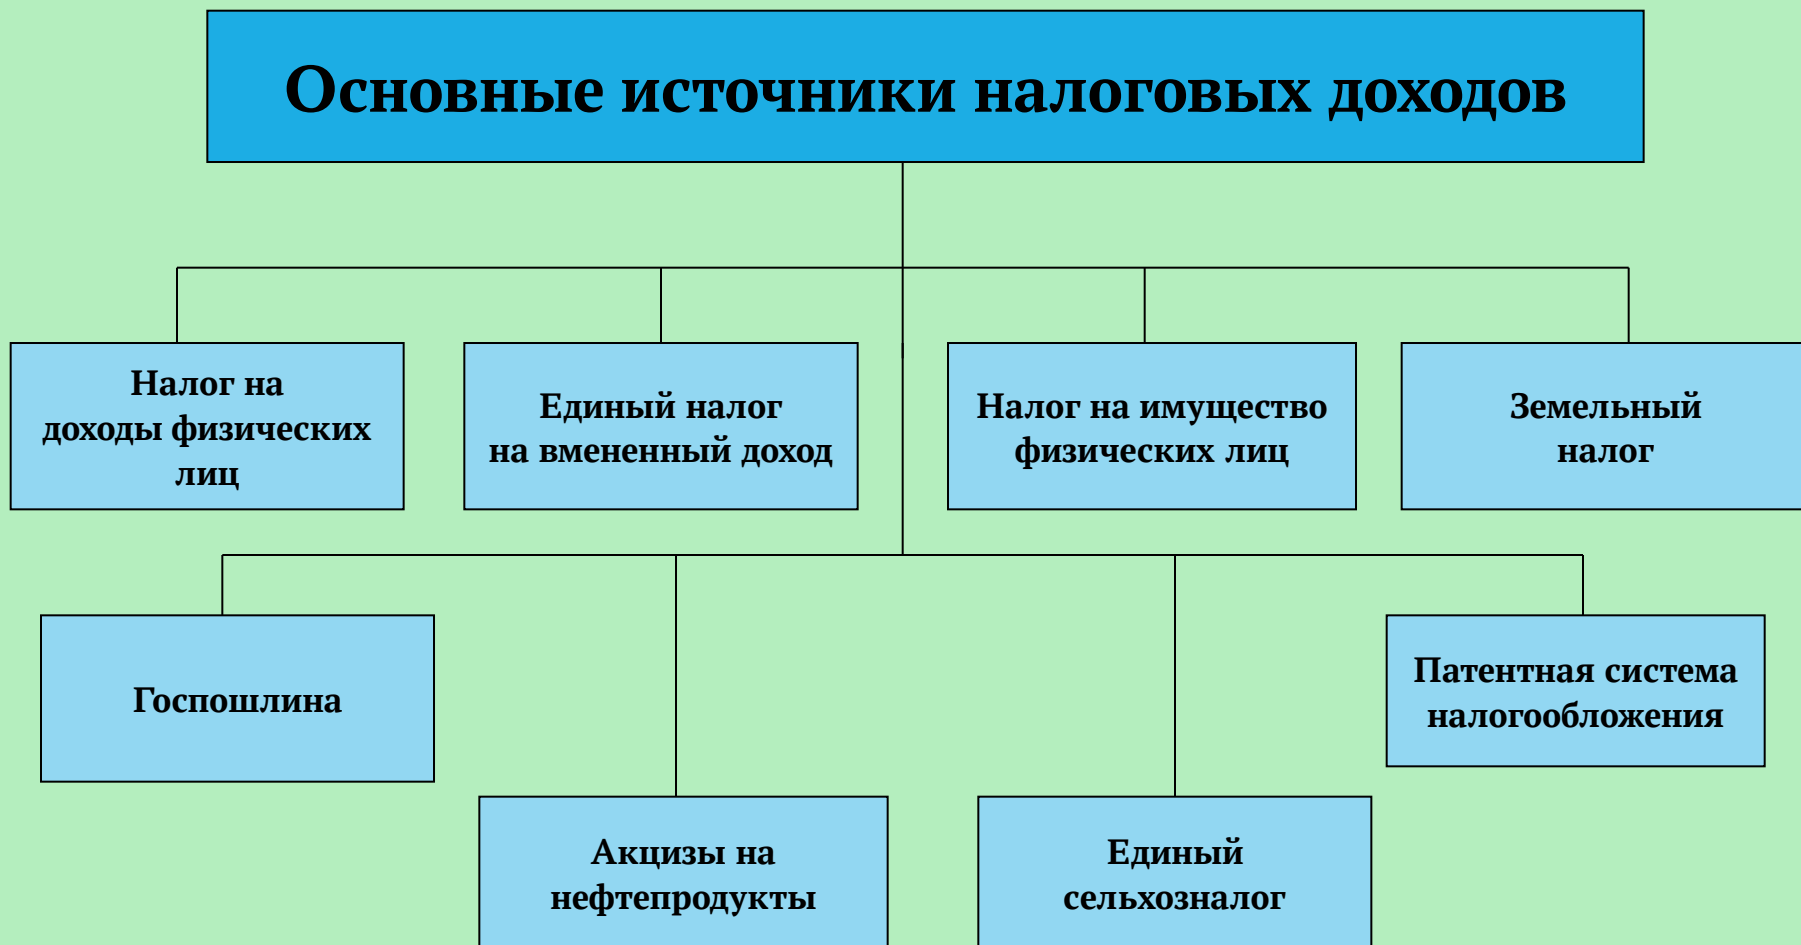 Основные источники налоговых доходов
Налог на
доходы физических
лиц
Единый налог
на вмененный доход
Налог на имущество
физических лиц
Земельный
налог
Госпошлина
Патентная система
налогообложения
Акцизы на
нефтепродукты
Единый
сельхозналог